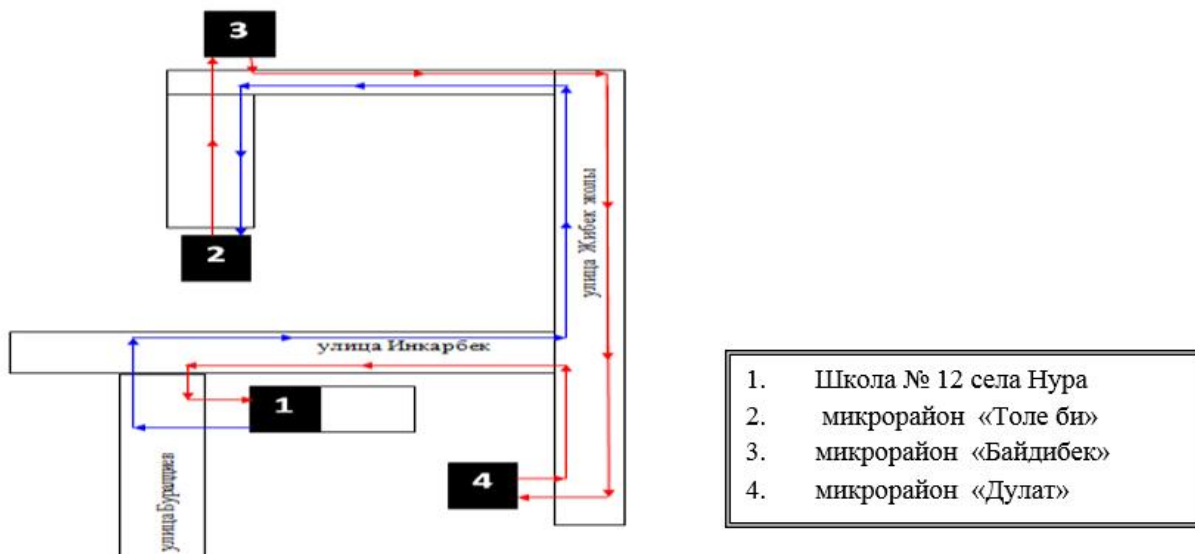 3
2
улица Жибек жолы
улица Инкарбек
1
4
улица Бураддиев
1. Школа № 12 села Нура
2. микрорайон «Толе би»
3. микрорайон «Байдибек»
4. микрорайон «Дулат»